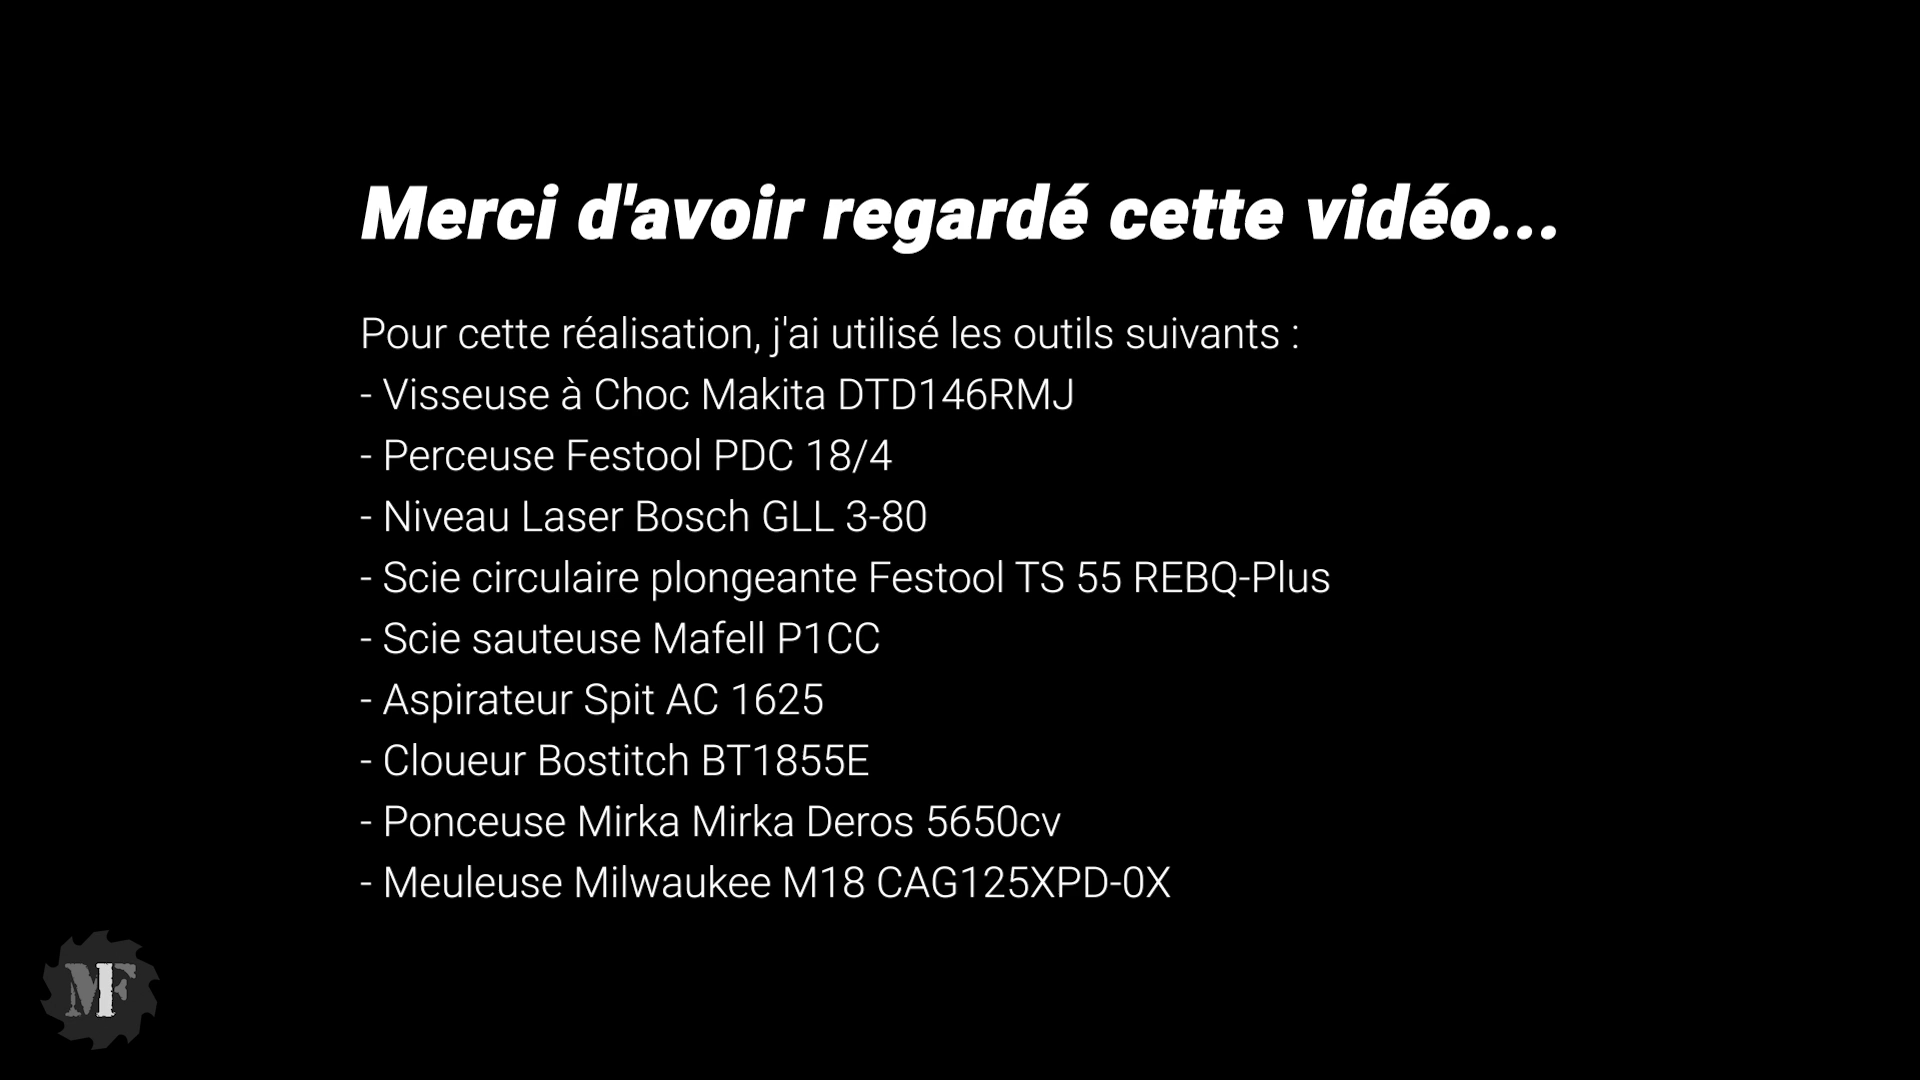 Merci d'avoir regardé cette vidéo...
Pour cette réalisation, j'ai utilisé les outils suivants :
- Visseuse à Choc Makita DTD146RMJ
- Perceuse Festool PDC 18/4
- Niveau Laser Bosch GLL 3-80
- Scie circulaire plongeante Festool TS 55 REBQ-Plus
- Scie sauteuse Mafell P1CC
- Aspirateur Spit AC 1625
- Cloueur Bostitch BT1855E
- Ponceuse Mirka Mirka Deros 5650cv
- Meuleuse Milwaukee M18 CAG125XPD-0X
MF